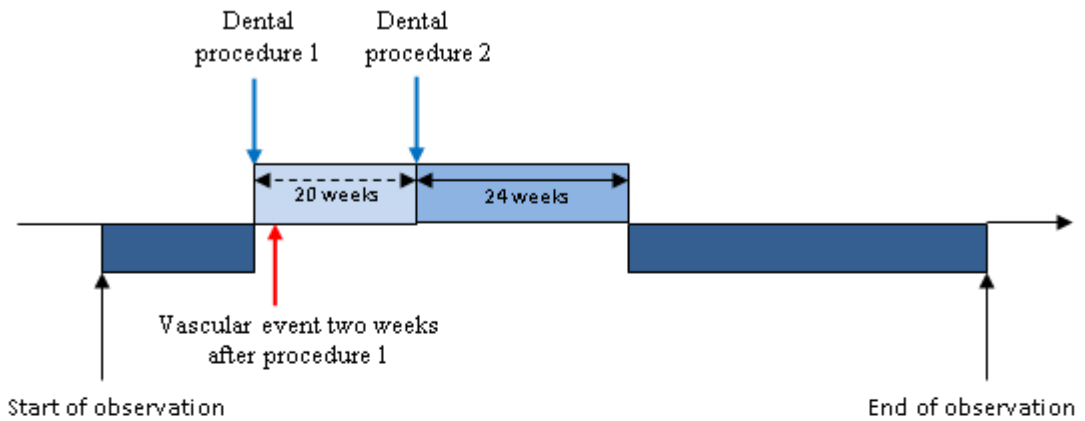 Dental
procedure 1
Dental
procedure 2
20 weeks
24 weeks
Vascular event two weeks
after procedure 1
Start of observation
End of observation